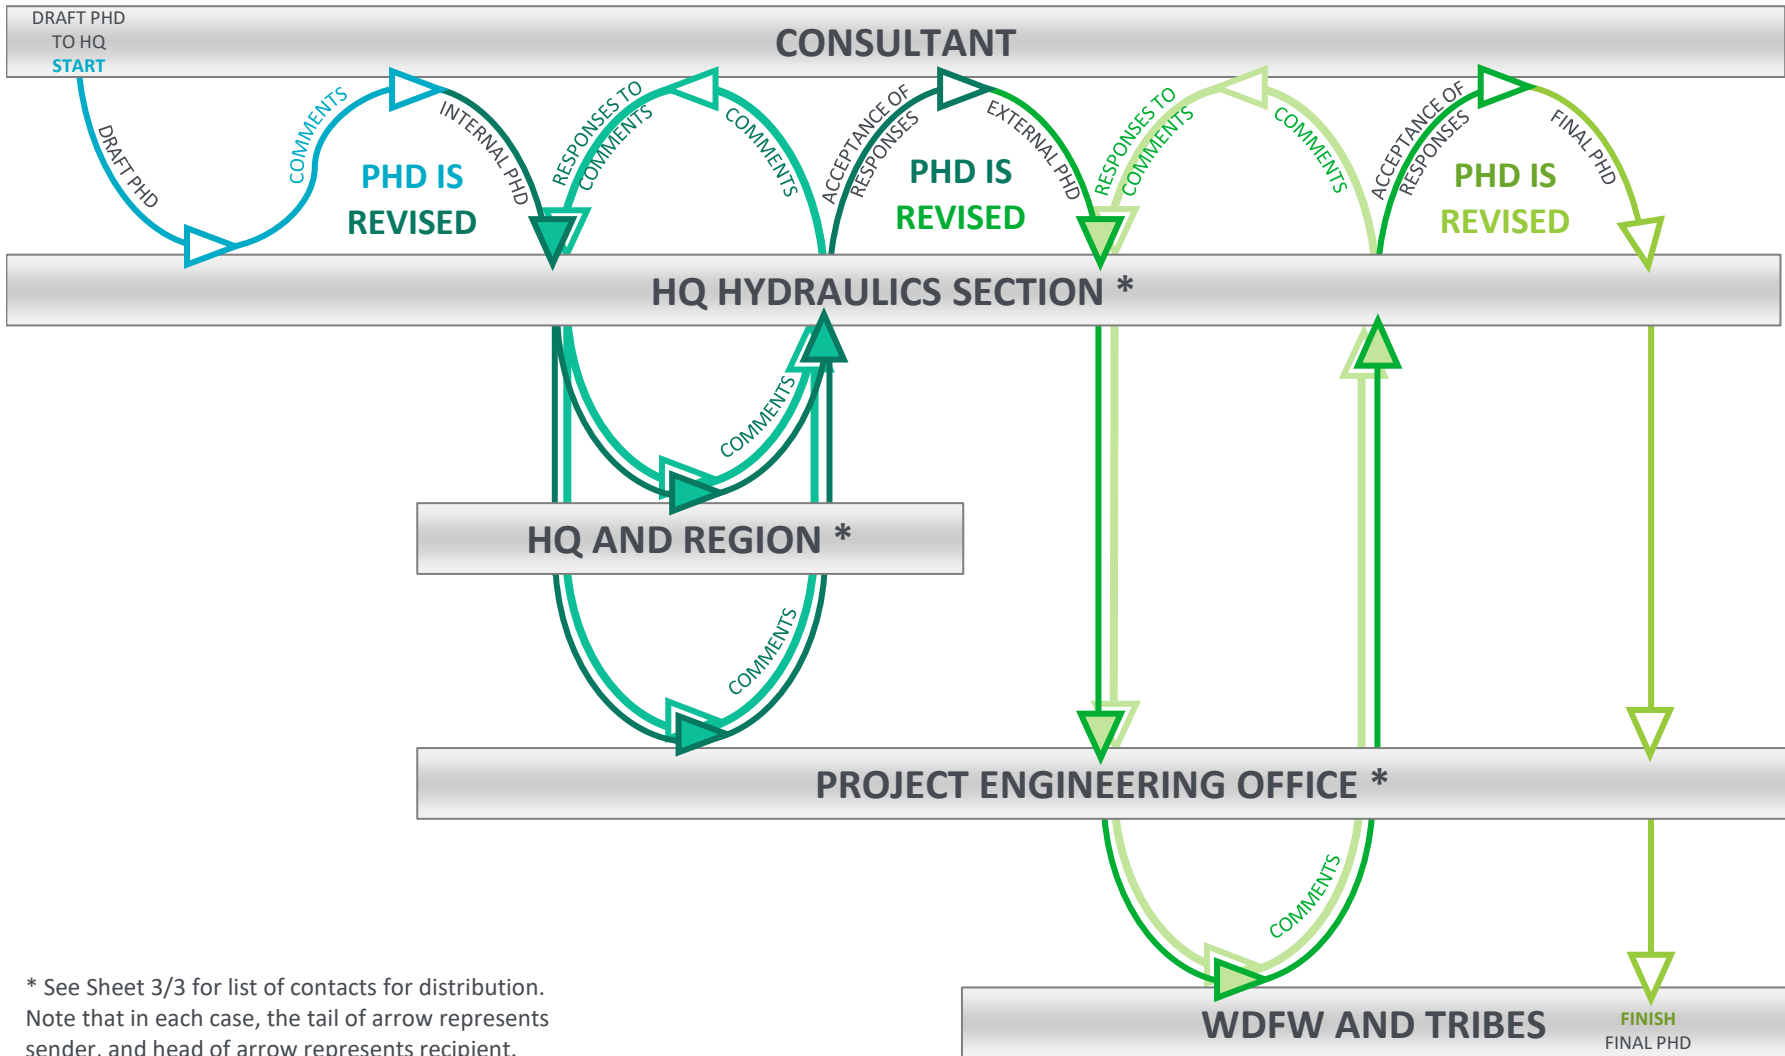 DRAFT PHD
TO HQ
START
CONSULTANT
DRAFT PHD
COMMENTS
INTERNAL PHD
PHD IS
REVISED
RESPONSES TO
COMMENTS
COMMENTS
ACCEPTANCE OF
RESPONSES
EXTERNAL PHD
PHD IS
REVISED
RESPONSES TO
COMMENTS
COMMENTS
ACCEPTANCE OF
RESPONSES
FINAL PHD
PHD IS
REVISED
HQ HYDRAULICS SECTION *
COMMENTS
HQ AND REGION *
COMMENTS
PROJECT ENGINEERING OFFICE *
COMMENTS
WDFW AND TRIBES
FINISH
FINAL PHD
* See Sheet 3/3 for list of contacts for distribution.
Note that in each case, the tail of arrow represents
sender, and head of arrow represents recipient.